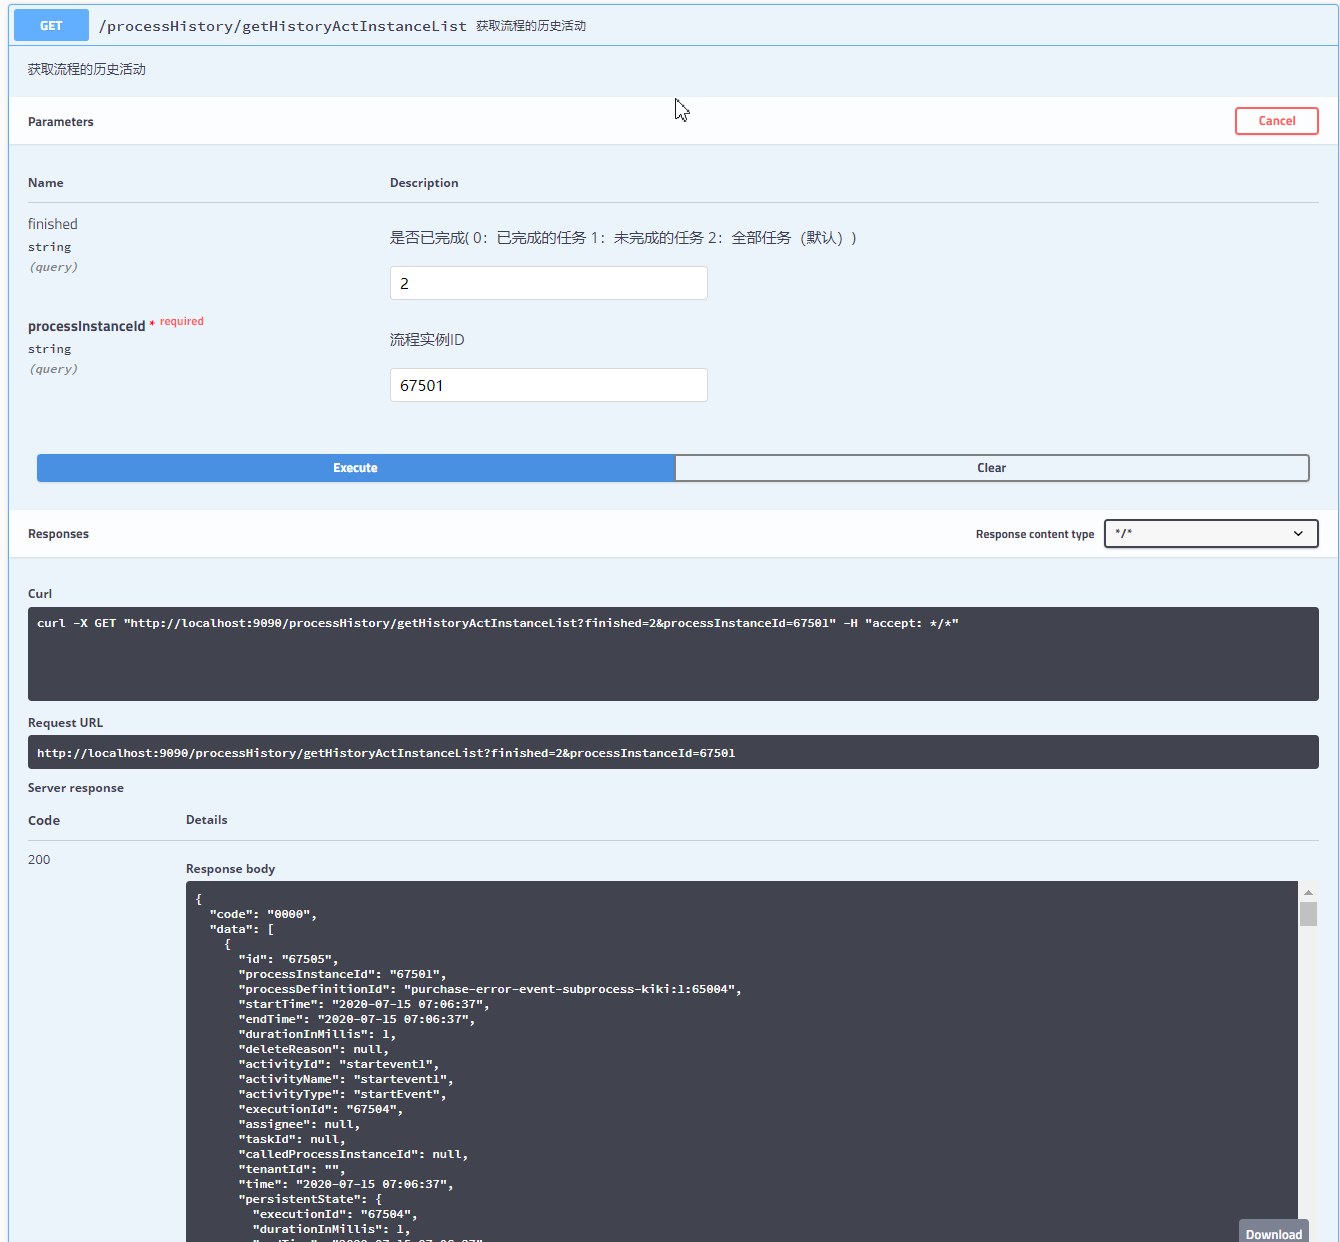 GET /processHistory/getHistoryActInstanceList 获取流程的历史活动
获取流程的历史活动
Parameters
Cancel
Name Description
finished
string
(query)
是否已完成( 0：已完成的任务 1：未完成的任务 2：全部任务（默认）)
2
processInstanceId * required
string
(query)
流程实例ID
67501
Execute Clear
Responses Response content type */*
Curl
curl -X GET "http://localhost:9090/processHistory/getHistoryActInstanceList?finished=2&processInstanceId=67501" -H "accept: */*"
Request URL
http://localhost:9090/processHistory/getHistoryActInstanceList?finished=2&processInstanceId=67501
Server response
Code Details
200
Response body
{
"code": "0000",
"data": [
{
"id": "67505",
"processInstanceId": "67501",
"processDefinitionId": "purchase-error-event-subprocess-kiki:1:65004",
"startTime": "2020-07-15 07:06:37",
"endTime": "2020-07-15 07:06:37",
"durationInMillis": 1,
"deleteReason": null,
"activityId": "startevent1",
"activityName": "startevent1",
"activityType": "startEvent",
"executionId": "67504",
"assignee": null,
"taskId": null,
"calledProcessInstanceId": null,
"tenantId": "",
"time": "2020-07-15 07:06:37",
"persistentState": {
"executionId": "67504",
"durationInMillis": 1,
Download